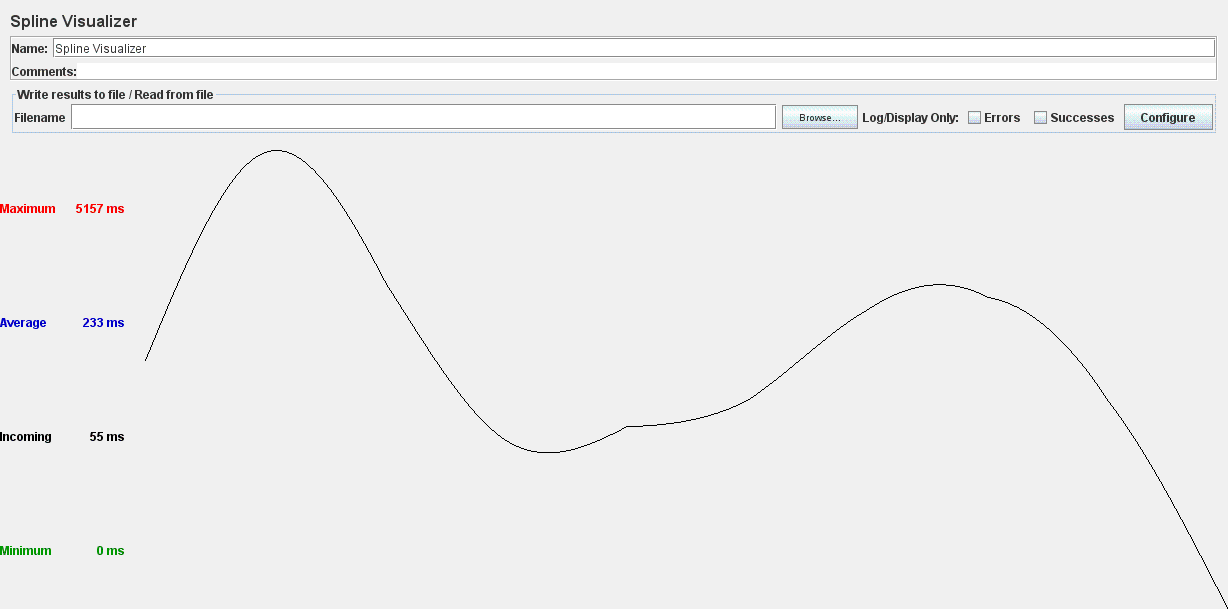 Spline Visualizer
Name: Spline Visualizer
Comments:
Write results to file / Read from file
Filename Browse... Log/Display Only: Errors Successes Configure
Maximum 5157 ms
Average 233 ms
Incoming 55 ms
Minimum 0 ms